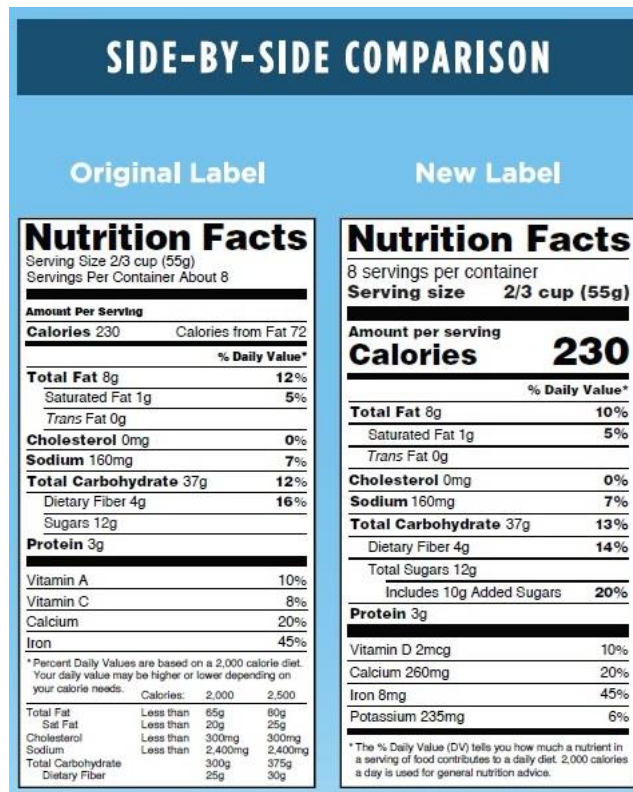 SIDE-BY-SIDE COMPARISON
Original Label
Nutrition Facts
Serving Size 2/3 cup (55g)
Servings Per Container About 8
Amount Per Serving
Calories 230 Calories from Fat 72
% Daily Value*
Total Fat 8g 12%
Saturated Fat 1g 5%
Trans Fat 0g
Cholesterol 0mg 0%
Sodium 160mg 7%
Total Carbohydrate 37g 12%
Dietary Fiber 4g 16%
Sugars 12g
Protein 3g
Vitamin A 10%
Vitamin C 8%
Calcium 20%
Iron 45%
* Percent Daily Values are based on a 2,000 calorie diet.
Your daily value may be higher or lower depending on
your calorie needs.
Calories: 2,000 2,500
Total Fat Less than 65g 80g
Sat Fat Less than 20g 25g
Cholesterol Less than 300mg 300mg
Sodium Less than 2,400mg 2,400mg
Total Carbohydrate 300g 375g
Dietary Fiber 25g 30g
New Label
Nutrition Facts
8 servings per container
Serving size 2/3 cup (55g)
Amount per serving
Calories 230
% Daily Value*
Total Fat 8g 10%
Saturated Fat 1g 5%
Trans Fat 0g
Cholesterol 0mg 0%
Sodium 160mg 7%
Total Carbohydrate 37g 13%
Dietary Fiber 4g 14%
Total Sugars 12g
Includes 10g Added Sugars 20%
Protein 3g
Vitamin D 2mcg 10%
Calcium 260mg 20%
Iron 8mg 45%
Potassium 235mg 6%
* The % Daily Value (DV) tells you how much a nutrient in
a serving of food contributes to a daily diet. 2,000 calories
a day is used for general nutrition advice.